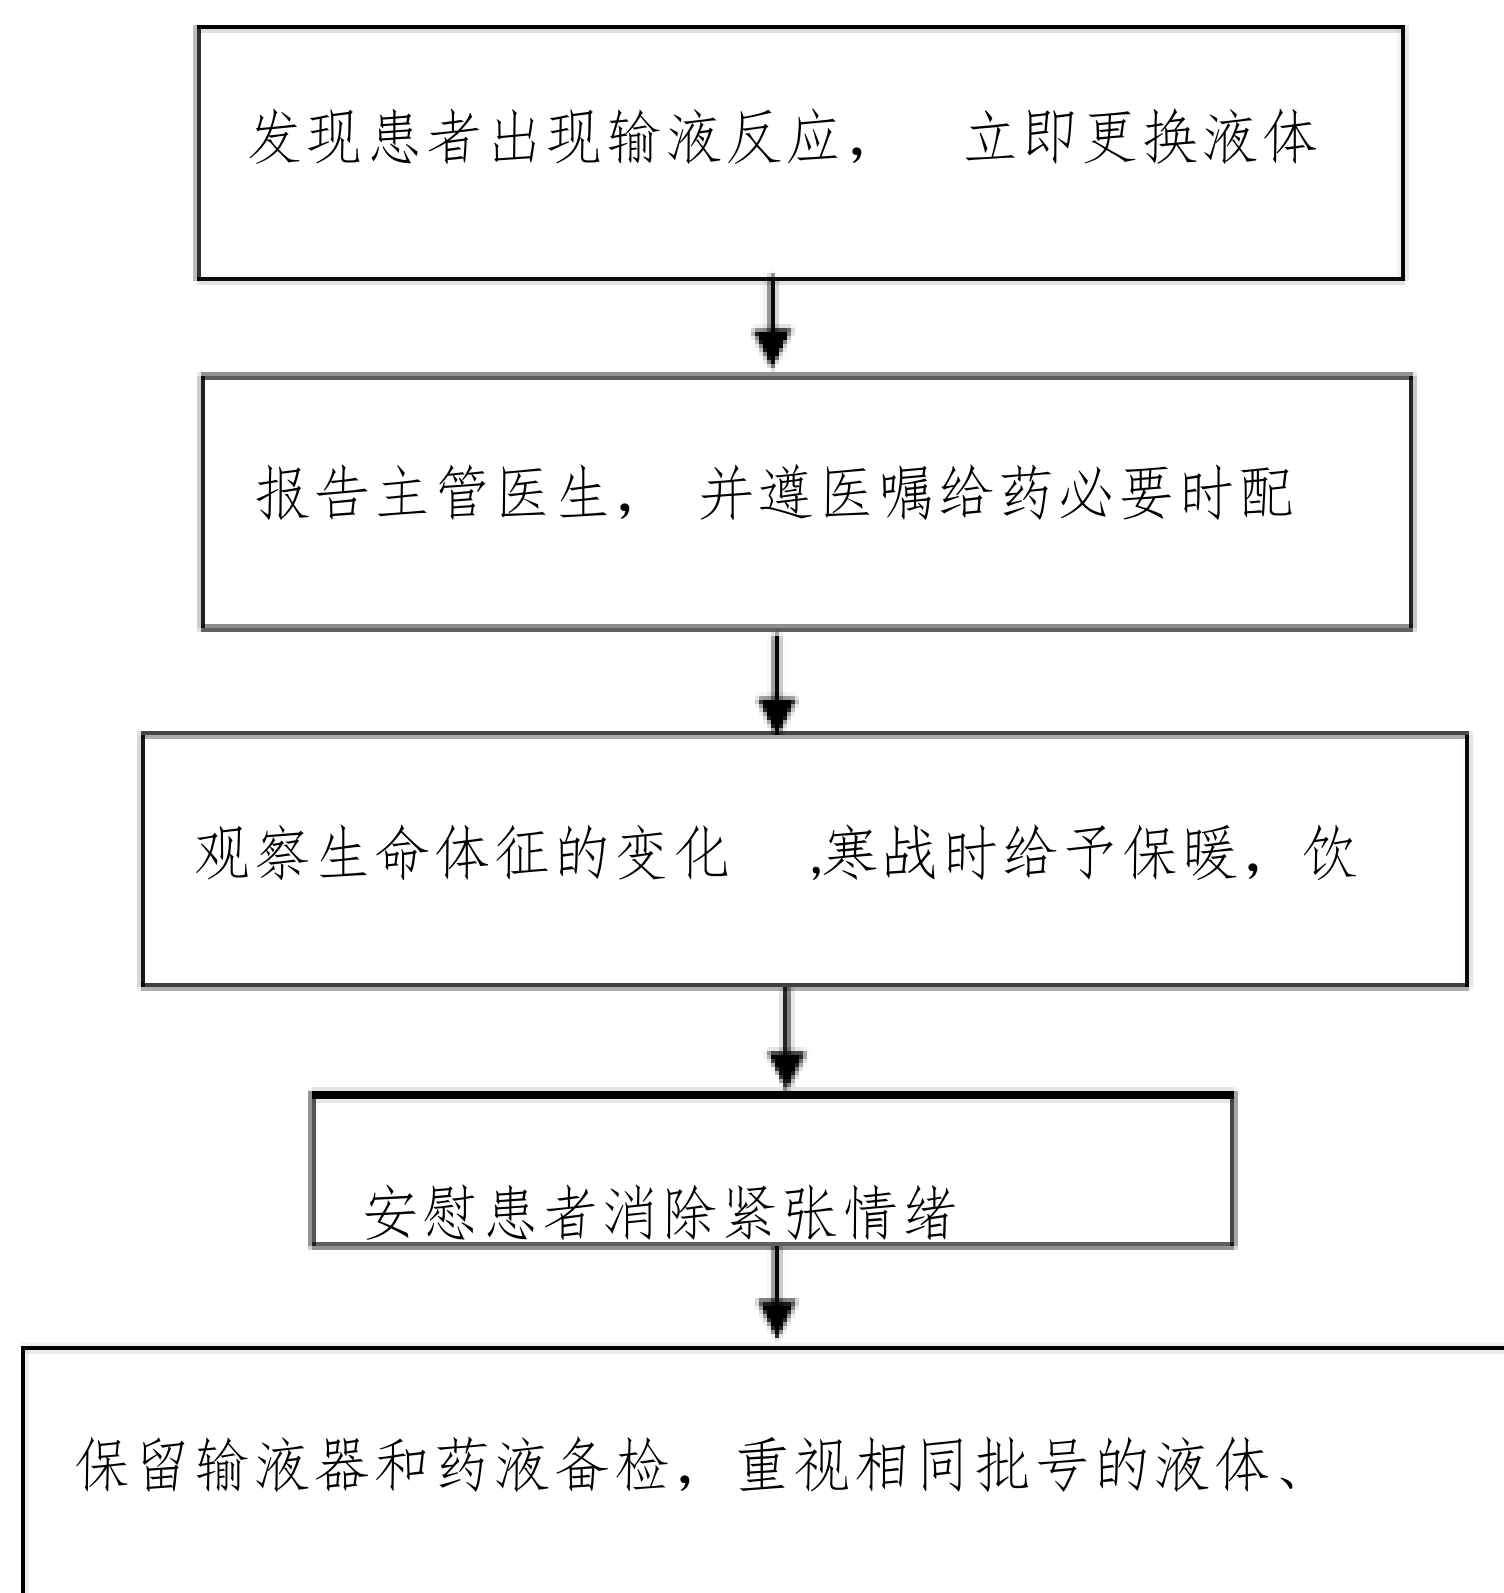 发现患者出现输液反应， 立即更换液体
报告主管医生， 并遵医嘱给药必要时配
观察生命体征的变化 ,寒战时给予保暖，饮
安慰患者消除紧张情绪
保留输液器和药液备检，重视相同批号的液体、